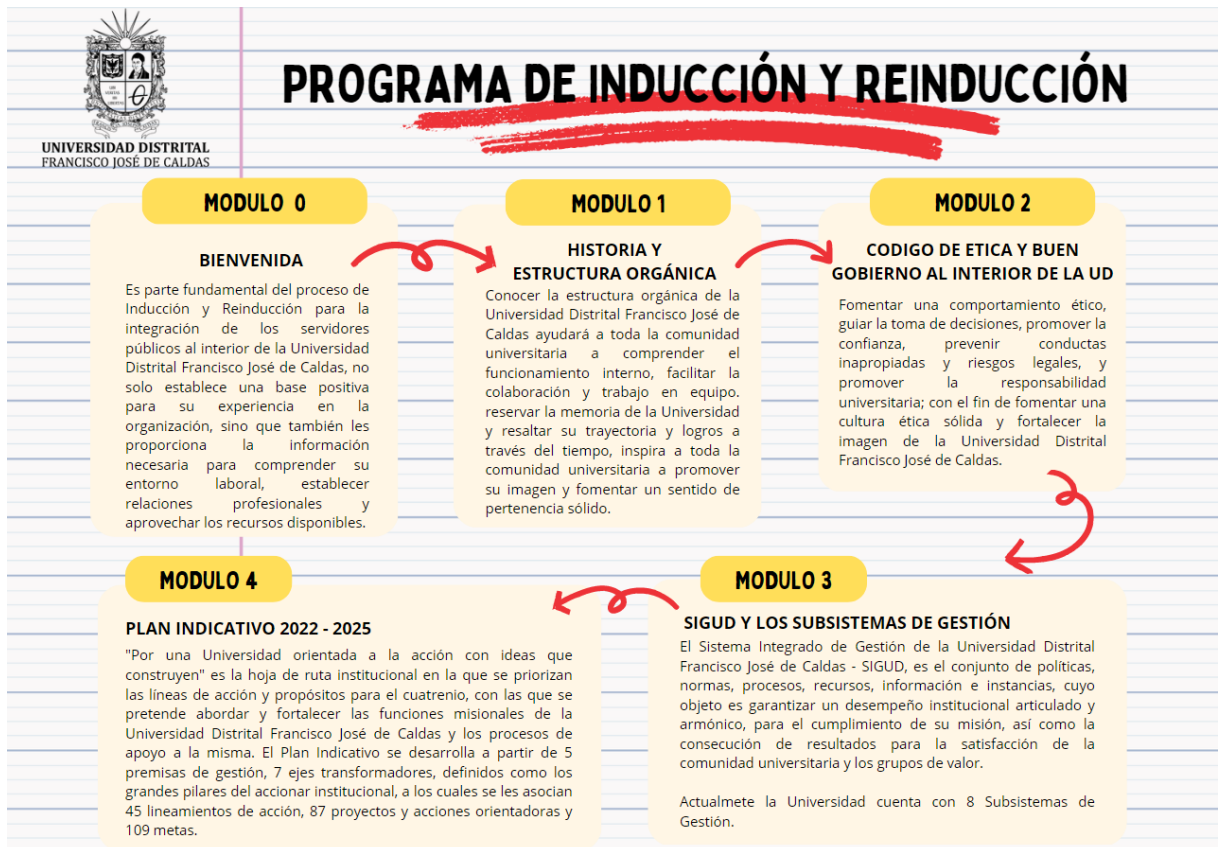 UNIVERSIDAD DISTRITAL
FRANCISCO JOSÉ DE CALDAS
PROGRAMA DE INDUCCIÓN Y REINDUCCIÓN
MODULO 0
BIENVENIDA
Es parte fundamental del proceso de
Inducción y Reinducción para la
integración de los servidores
públicos al interior de la Universidad
Distrital Francisco José de Caldas, no
solo establece una base positiva
para su experiencia en la
organización, sino que también les
proporciona la información
necesaria para comprender su
entorno laboral, establecer
relaciones profesionales y
aprovechar los recursos disponibles.
MODULO 1
HISTORIA Y
ESTRUCTURA ORGÁNICA
Conocer la estructura orgánica de la
Universidad Distrital Francisco José de
Caldas ayudará a toda la comunidad
universitaria a comprender el
funcionamiento interno, facilitar la
colaboración y trabajo en equipo.
reservar la memoria de la Universidad
y resaltar su trayectoria y logros a
través del tiempo, inspira a toda la
comunidad universitaria a promover
su imagen y fomentar un sentido de
pertenencia sólido.
MODULO 2
CODIGO DE ETICA Y BUEN
GOBIERNO AL INTERIOR DE LA UD
Fomentar una comportamiento ético,
guiar la toma de decisiones, promover la
confianza, prevenir conductas
inapropiadas y riesgos legales, y
promover la responsabilidad
universitaria; con el fin de fomentar una
cultura ética sólida y fortalecer la
imagen de la Universidad Distrital
Francisco José de Caldas.
MODULO 3
SIGUD Y LOS SUBSISTEMAS DE GESTIÓN
El Sistema Integrado de Gestión de la Universidad Distrital
Francisco José de Caldas - SIGUD, es el conjunto de políticas,
normas, procesos, recursos, información e instancias, cuyo
objeto es garantizar un desempeño institucional articulado y
armónico, para el cumplimiento de su misión, así como la
consecución de resultados para la satisfacción de la
comunidad universitaria y los grupos de valor.
Actualmete la Universidad cuenta con 8 Subsistemas de
Gestión.
MODULO 4
PLAN INDICATIVO 2022 - 2025
"Por una Universidad orientada a la acción con ideas que
construyen" es la hoja de ruta institucional en la que se priorizan
las líneas de acción y propósitos para el cuatrenio, con las que se
pretende abordar y fortalecer las funciones misionales de la
Universidad Distrital Francisco José de Caldas y los procesos de
apoyo a la misma. El Plan Indicativo se desarrolla a partir de 5
premisas de gestión, 7 ejes transformadores, definidos como los
grandes pilares del accionar institucional, a los cuales se les asocian
45 lineamientos de acción, 87 proyectos y acciones orientadoras y
109 metas.